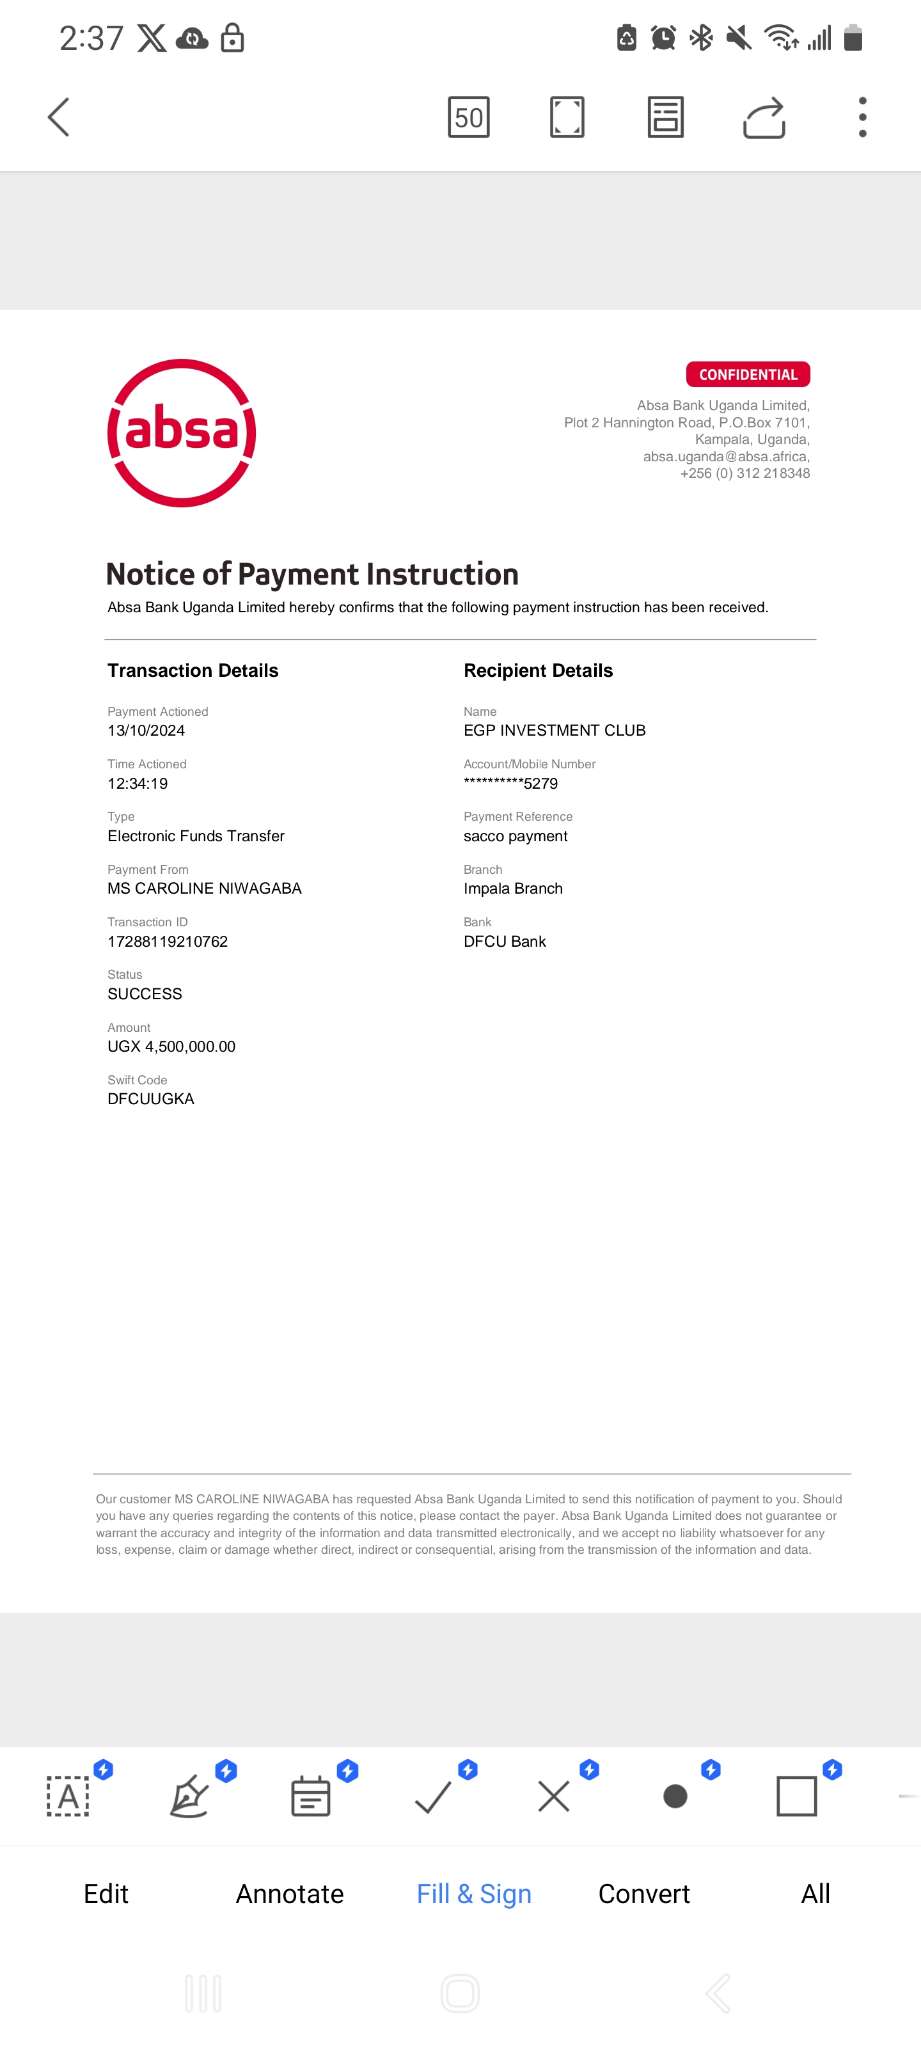 2:37
50
absa
CONFIDENTIAL
Absa Bank Uganda Limited,
Plot 2 Hannington Road, P.O.Box 7101,
Kampala, Uganda,
absa.uganda@absa.africa,
+256 (0) 312 218348
Notice of Payment Instruction
Absa Bank Uganda Limited hereby confirms that the following payment instruction has been received.
Transaction Details
Payment Actioned
13/10/2024
Time Actioned
12:34:19
Type
Electronic Funds Transfer
Payment From
MS CAROLINE NIWAGABA
Transaction ID
17288119210762
Status
SUCCESS
Amount
UGX 4,500,000.00
Swift Code
DFCUUGKA
Recipient Details
Name
EGP INVESTMENT CLUB
Account/Mobile Number
**********5279
Payment Reference
sacco payment
Branch
Impala Branch
Bank
DFCU Bank
Our customer MS CAROLINE NIWAGABA has requested Absa Bank Uganda Limited to send this notification of payment to you. Should
you have any queries regarding the contents of this notice, please contact the payer. Absa Bank Uganda Limited does not guarantee or
warrant the accuracy and integrity of the information and data transmitted electronically, and we accept no liability whatsoever for any
loss, expense, claim or damage whether direct, indirect or consequential, arising from the transmission of the information and data.
A
Edit
Annotate
Fill & Sign
Convert
All